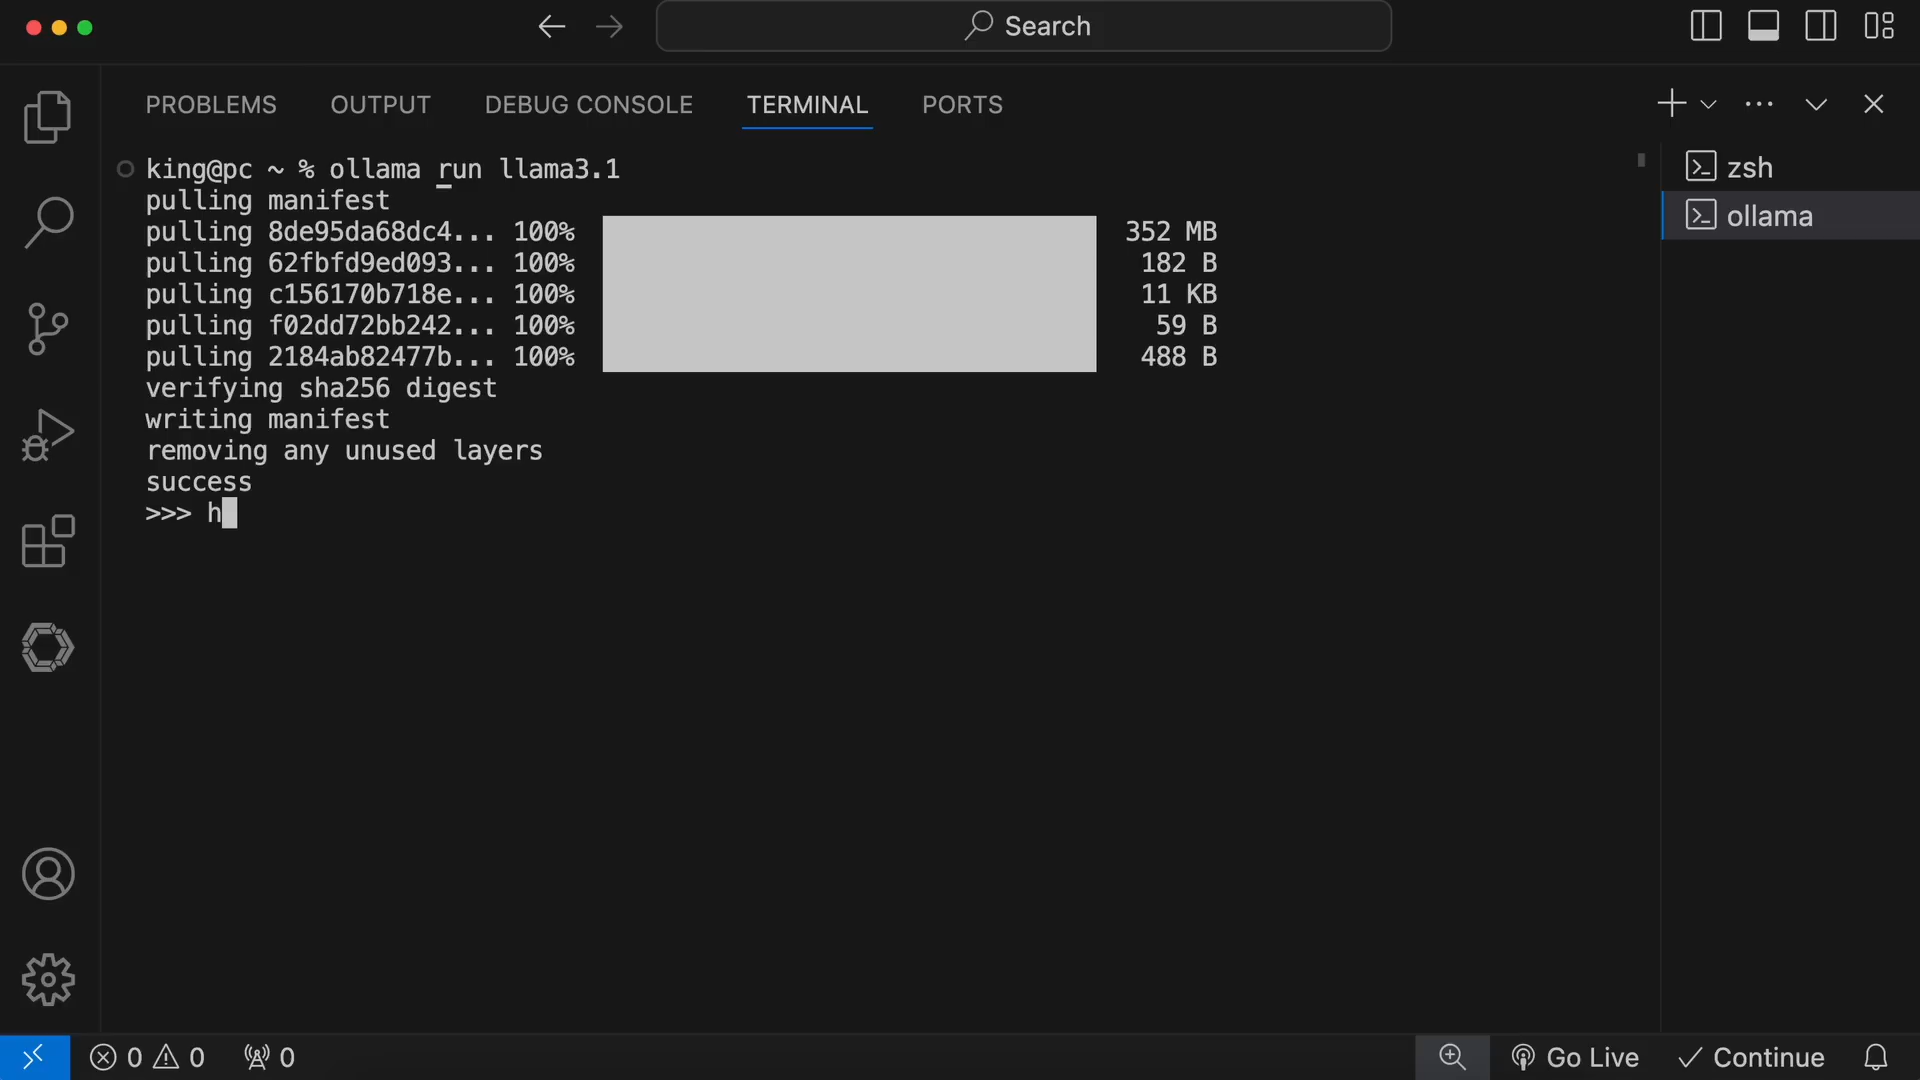 Search
PROBLEMS OUTPUT DEBUG CONSOLE TERMINAL PORTS
king@pc ~ % ollama run llama3.1
pulling manifest
pulling 8de95da68dc4... 100% 352 MB
pulling 62fbfd9ed093... 100% 182 B
pulling c156170b718e... 100% 11 KB
pulling f02dd72bb242... 100% 59 B
pulling 2184ab82477b... 100% 488 B
verifying sha256 digest
writing manifest
removing any unused layers
success
>>> h
zsh
ollama
0 0 0
Go Live Continue